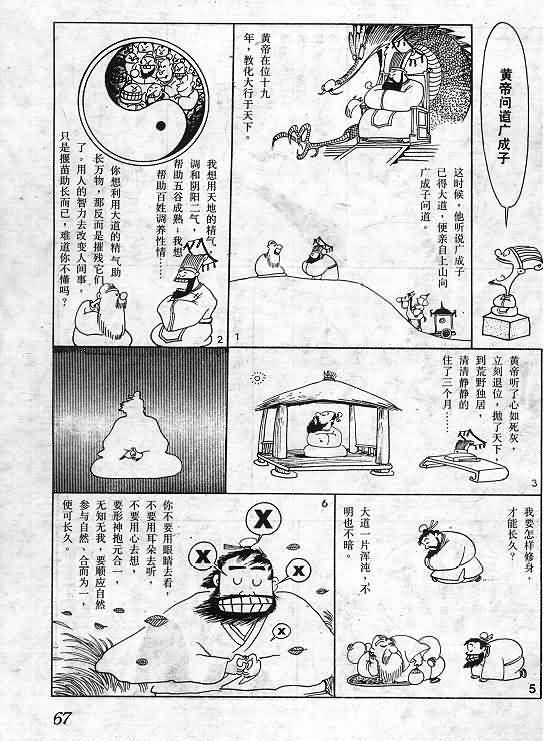 黄帝问道广成子
黄帝在位十九
年，教化大行于天下。
这时候，他听说广成子
已得大道，便亲自上山向
广成子问道。
1
我想用天地的精气，
调和阴阳二气，
帮助五谷成熟；我想
帮助百姓调养性情……
你想利用大道的精气助
长万物，那反而是摧残它们
了。用人的智力去改变人间事。
只是揠苗助长而已，难道你不懂吗？
2
黄帝听了心如死灰，
立刻退位，抛了天下，
到荒野独居，
清清静静的
住了三个月……
3
我要怎样修身，
才能长久？
大道一片浑沌，不
明也不暗。
5
6
你不要用眼睛去看，
不要用耳朵去听，
不要用心去想，
要形神抱元合一，
无知无我，要顺应自然
参与自然，合而为一，
便可长久。
X
X
X
X
67